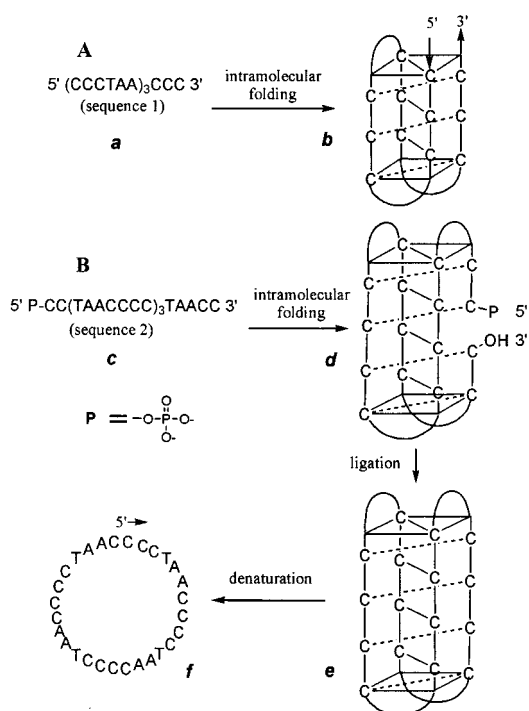 A
5' (CCCTAA)₃CCC 3'
(sequence 1)
a
intramolecular
folding
5' 3'
C
C C
C C
C C
C
C
C C
b
B
5' P-CC(TAACCCC)₃TAACC 3'
(sequence 2)
c
intramolecular
folding
C
C
C C
C P 5'
C C
C C OH 3'
C
C
C
d
P = -O-P-O-
O
O-
ligation
C
C
C C
C C
C C
C C
C C
e
denaturation
5'→
TAACCCCTAACCCCTAACCCCTAACCCC
f